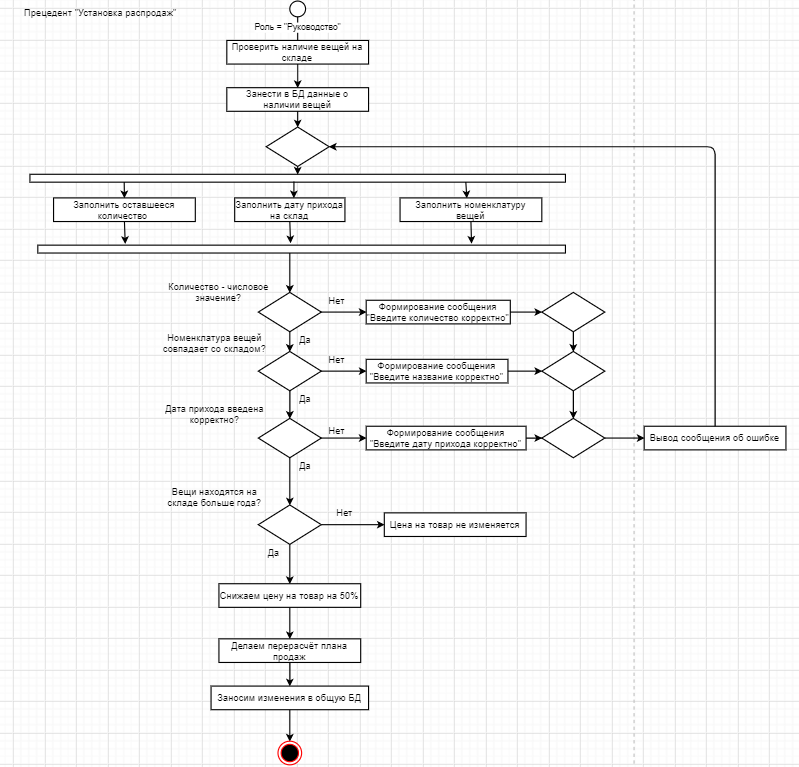 Прецедент "Установка распродаж"
Роль = "Руководство"
Проверить наличие вещей на
складе
Занести в БД данные о
наличии вещей
Заполнить оставшееся
количество
Заполнить дату прихода
на склад
Заполнить номенклатуру
вещей
Количество - числовое
значение?
Нет
Формирование сообщения
"Введите количество корректно"
Да
Номенклатура вещей
совпадает со складом?
Нет
Формирование сообщения
"Введите название корректно"
Да
Дата прихода введена
корректно?
Нет
Формирование сообщения
"Введите дату прихода корректно"
Вывод сообщения об ошибке
Да
Вещи находятся на
складе больше года?
Нет
Цена на товар не изменяется
Да
Снижаем цену на товар на 50%
Делаем перерасчёт плана
продаж
Заносим изменения в общую БД